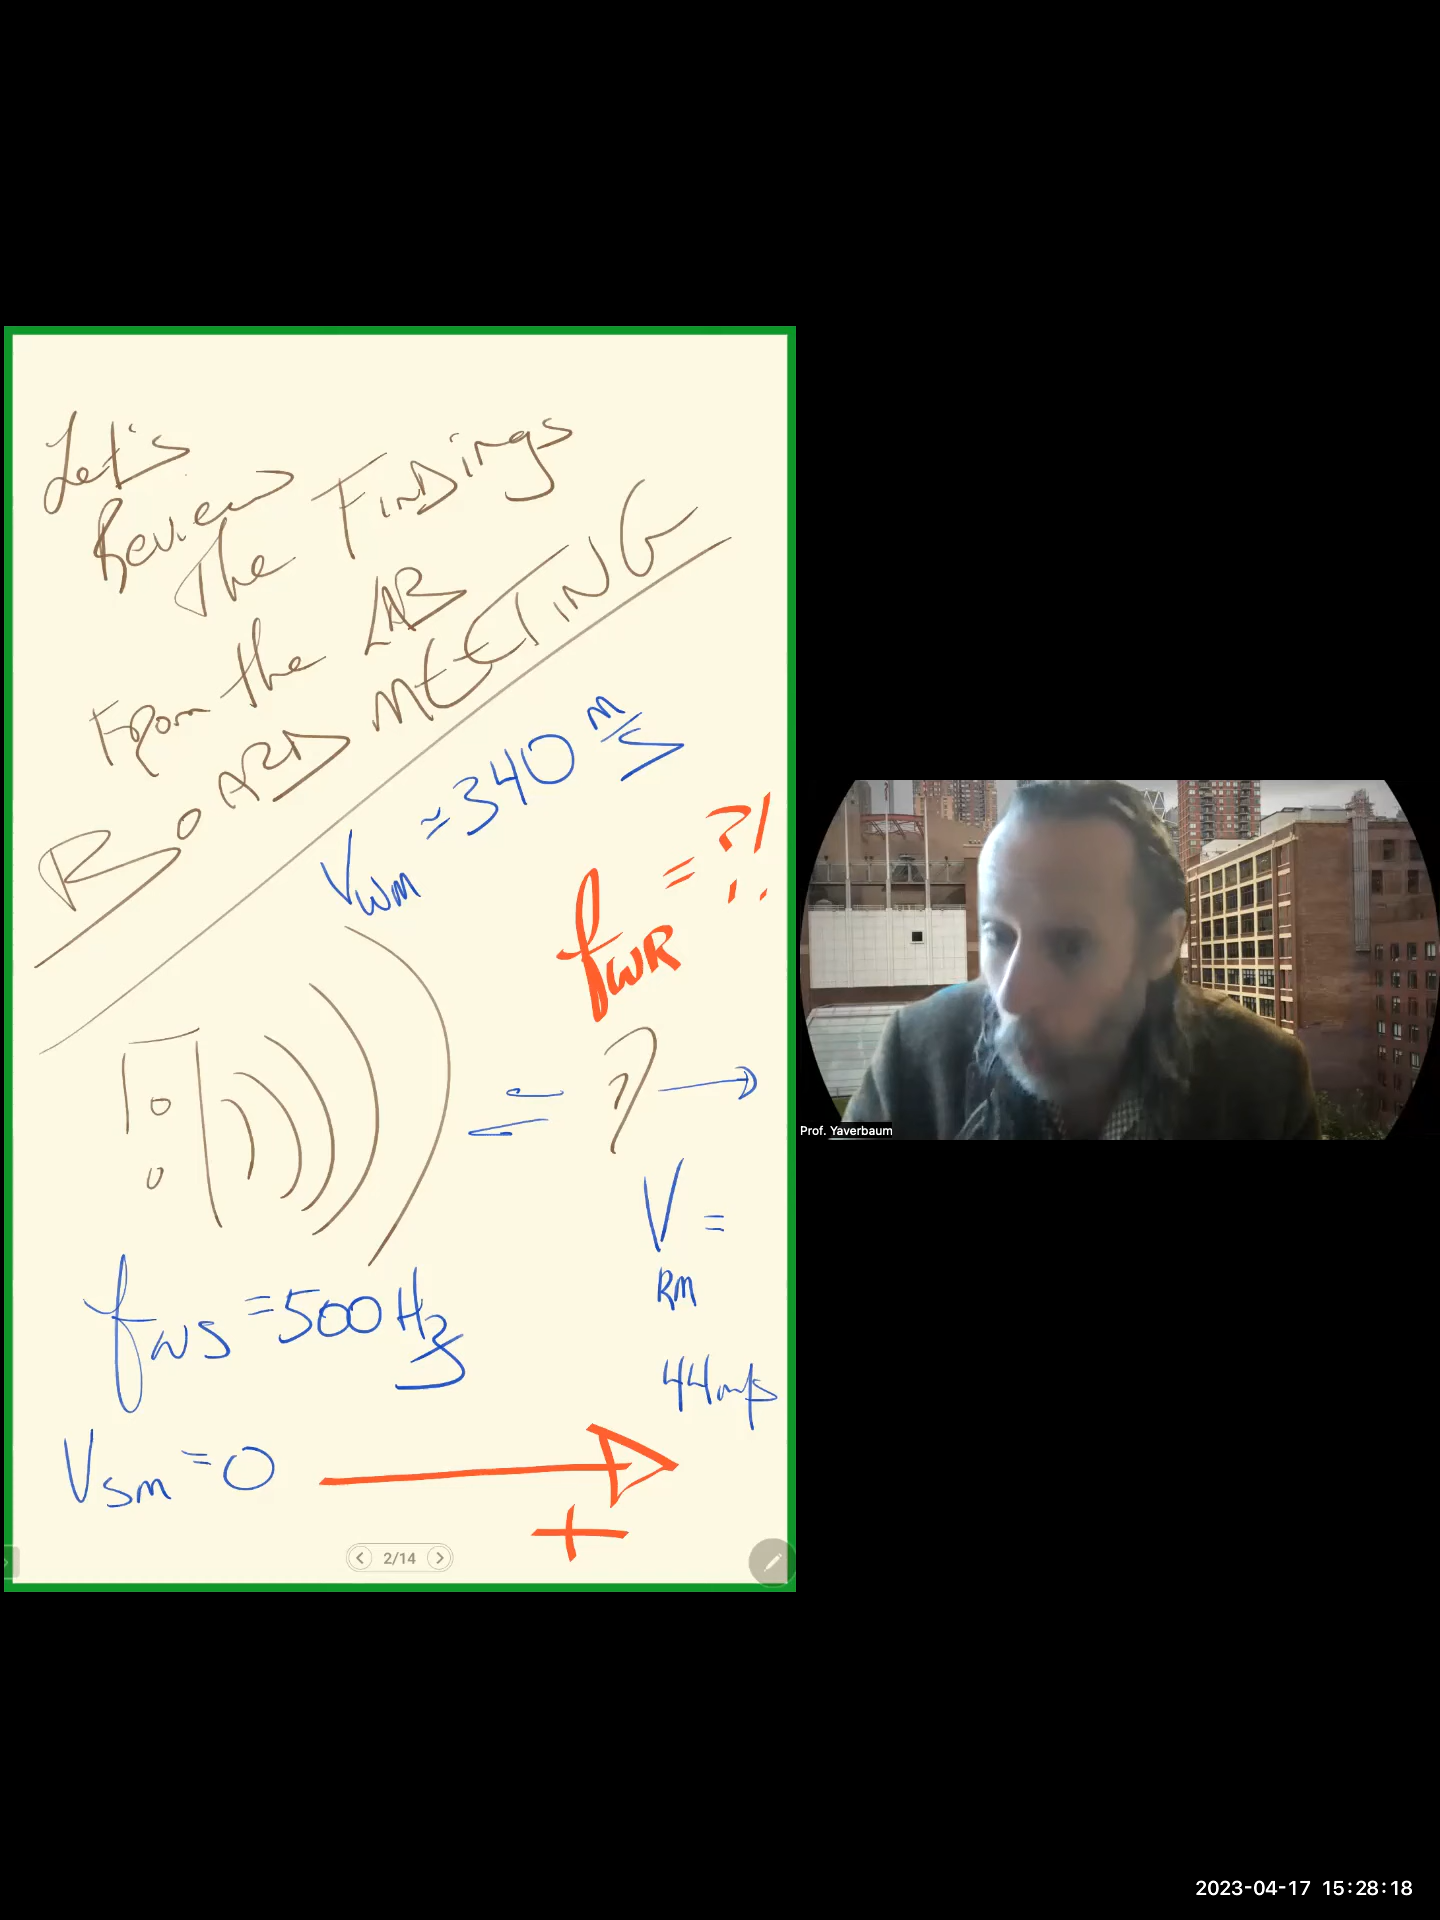 Let's
Review
The Findings
From the LAB
BOARD MEETING
VWM ≈ 340 M/S
fWR = ?!
fWS = 500 Hz
V =
RM
44 m/s
VSM = 0
+
2/14
Prof. Yaverbaum
2023-04-17 15:28:18